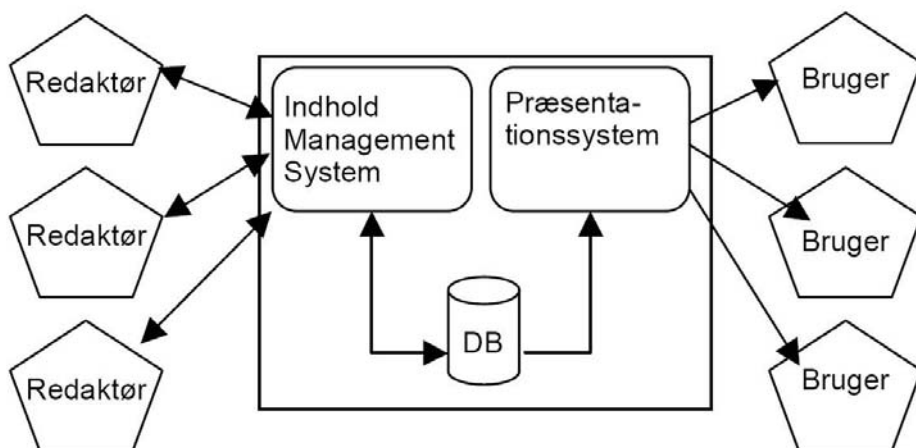 Redaktør
Redaktør
Redaktør
Indhold
Management
System
Præsenta-
tionssystem
DB
Bruger
Bruger
Bruger